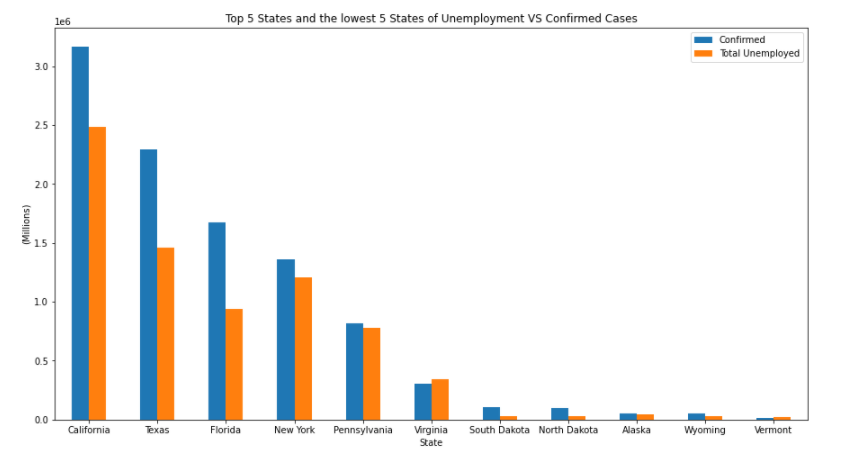 Top 5 States and the lowest 5 States of Unemployment VS Confirmed Cases
1e6
Confirmed
Total Unemployed
3.0
2.5
2.0
1.5
1.0
0.5
0.0
(Miillions)
California Texas Florida New York Pennsylvania Virginia South Dakota North Dakota Alaska Wyoming Vermont
State